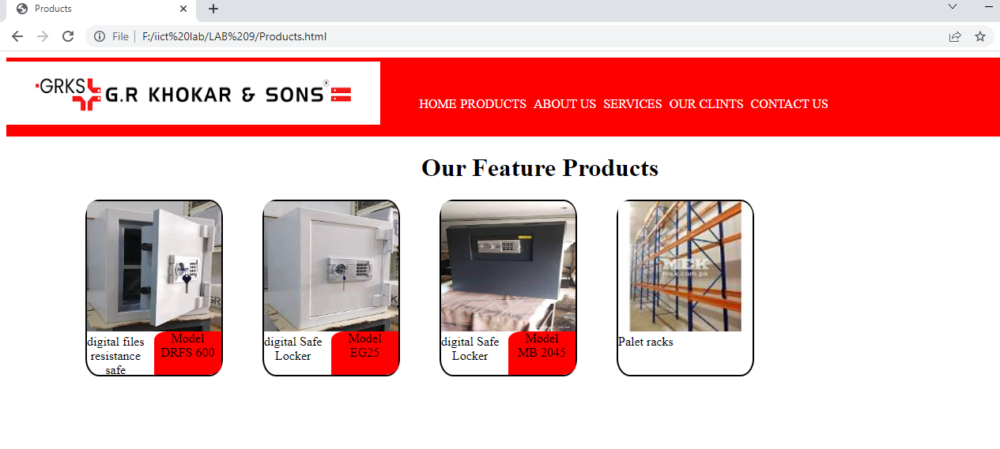 Products
File
F:/iict%20lab/LAB%209/Products.html
GRKS G.R KHOKAR & SONS®
HOME PRODUCTS ABOUT US SERVICES OUR CLINTS CONTACT US
Our Feature Products
GR
MEK
mek.com.pk
digital files
resistance
safe
Model
DRFS 600
digital Safe
Locker
Model
EG25
digital Safe
Locker
Model
MB 2045
Palet racks